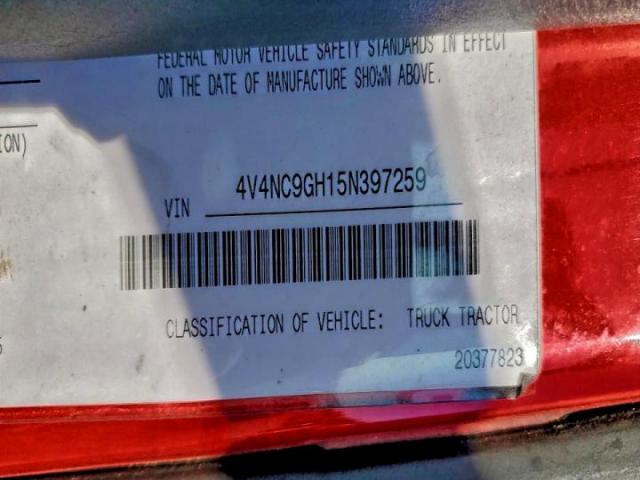 FEDERAL MOTOR VEHICLE SAFETY STANDARDS IN EFFECT
ON THE DATE OF MANUFACTURE SHOWN ABOVE.
ION)
VIN 4V4NC9GH15N397259
CLASSIFICATION OF VEHICLE: TRUCK TRACTOR
20377823